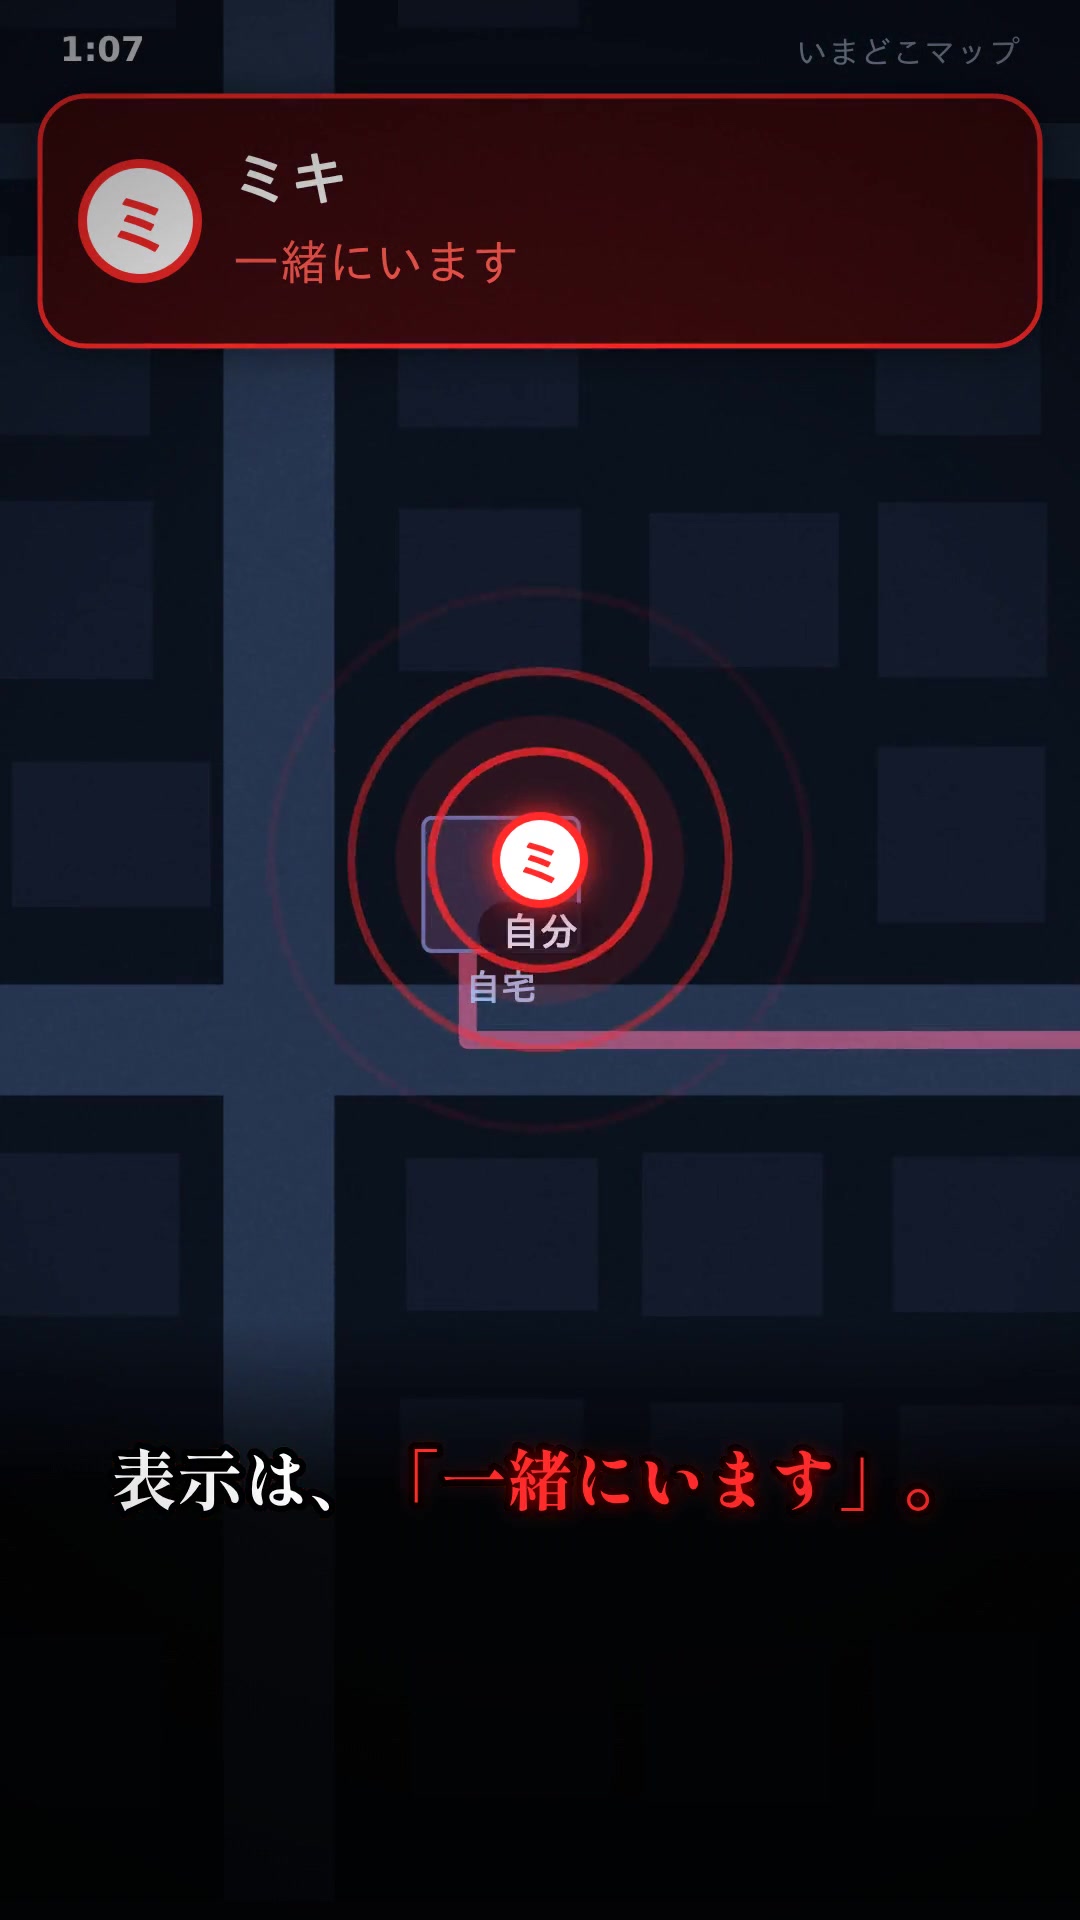 1:07
いまどこマップ
ミ
ミキ
一緒にいます
ミ
自分
自宅
表示は、「一緒にいます」。